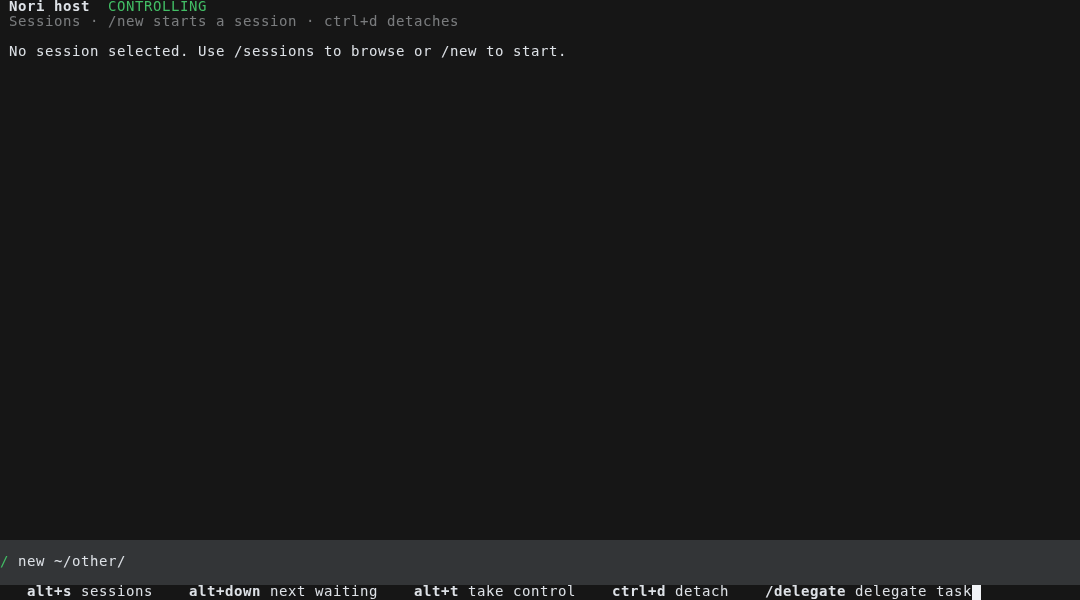 Nori host  CONTROLLING
Sessions · /new starts a session · ctrl+d detaches
No session selected. Use /sessions to browse or /new to start.
/ new ~/other/
alt+s sessions    alt+down next waiting    alt+t take control    ctrl+d detach    /delegate delegate task